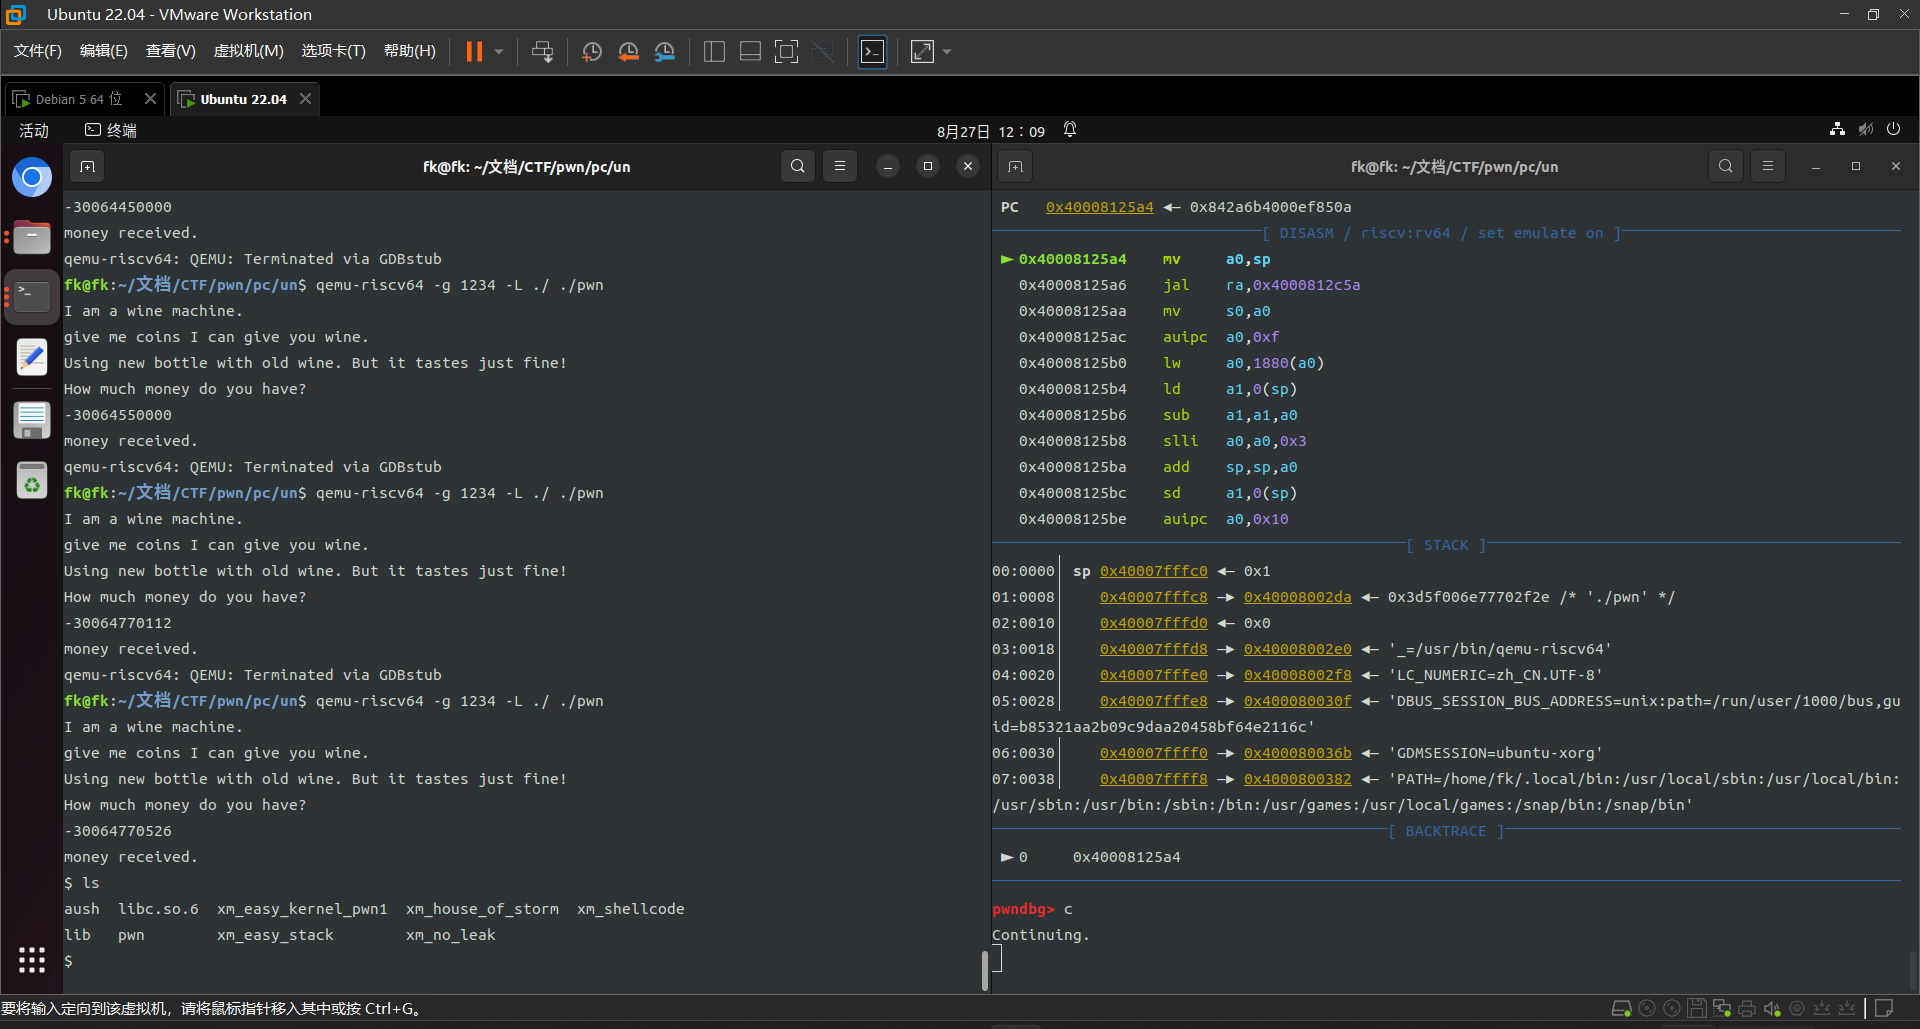 Ubuntu 22.04 - VMware Workstation
文件(F) 编辑(E) 查看(V) 虚拟机(M) 选项卡(T) 帮助(H)
Debian 5 64 位 Ubuntu 22.04
活动 终端 8月27日 12：09
fk@fk: ~/文档/CTF/pwn/pc/un
-30064450000
money received.
qemu-riscv64: QEMU: Terminated via GDBstub
fk@fk:~/文档/CTF/pwn/pc/un$ qemu-riscv64 -g 1234 -L ./ ./pwn
I am a wine machine.
give me coins I can give you wine.
Using new bottle with old wine. But it tastes just fine!
How much money do you have?
-30064550000
money received.
qemu-riscv64: QEMU: Terminated via GDBstub
fk@fk:~/文档/CTF/pwn/pc/un$ qemu-riscv64 -g 1234 -L ./ ./pwn
I am a wine machine.
give me coins I can give you wine.
Using new bottle with old wine. But it tastes just fine!
How much money do you have?
-30064770112
money received.
qemu-riscv64: QEMU: Terminated via GDBstub
fk@fk:~/文档/CTF/pwn/pc/un$ qemu-riscv64 -g 1234 -L ./ ./pwn
I am a wine machine.
give me coins I can give you wine.
Using new bottle with old wine. But it tastes just fine!
How much money do you have?
-30064770526
money received.
$ ls
aush libc.so.6 xm_easy_kernel_pwn1 xm_house_of_storm xm_shellcode
lib pwn xm_easy_stack xm_no_leak
$
fk@fk: ~/文档/CTF/pwn/pc/un
PC 0x40008125a4 ◂— 0x842a6b4000ef850a
[ DISASM / riscv:rv64 / set emulate on ]
► 0x40008125a4 mv a0,sp
0x40008125a6 jal ra,0x4000812c5a
0x40008125aa mv s0,a0
0x40008125ac auipc a0,0xf
0x40008125b0 lw a0,1880(a0)
0x40008125b4 ld a1,0(sp)
0x40008125b6 sub a1,a1,a0
0x40008125b8 slli a0,a0,0x3
0x40008125ba add sp,sp,a0
0x40008125bc sd a1,0(sp)
0x40008125be auipc a0,0x10
[ STACK ]
00:0000│ sp 0x40007fffc0 ◂— 0x1
01:0008│ 0x40007fffc8 —▸ 0x40008002da ◂— 0x3d5f006e77702f2e /* './pwn' */
02:0010│ 0x40007fffd0 ◂— 0x0
03:0018│ 0x40007fffd8 —▸ 0x40008002e0 ◂— '_=/usr/bin/qemu-riscv64'
04:0020│ 0x40007fffe0 —▸ 0x40008002f8 ◂— 'LC_NUMERIC=zh_CN.UTF-8'
05:0028│ 0x40007fffe8 —▸ 0x400080030f ◂— 'DBUS_SESSION_BUS_ADDRESS=unix:path=/run/user/1000/bus,gu
id=b85321aa2b09c9daa20458bf64e2116c'
06:0030│ 0x40007ffff0 —▸ 0x400080036b ◂— 'GDMSESSION=ubuntu-xorg'
07:0038│ 0x40007ffff8 —▸ 0x4000800382 ◂— 'PATH=/home/fk/.local/bin:/usr/local/sbin:/usr/local/bin:
/usr/sbin:/usr/bin:/sbin:/bin:/usr/games:/usr/local/games:/snap/bin:/snap/bin'
[ BACKTRACE ]
► 0 0x40008125a4
pwndbg> c
Continuing.
要将输入定向到该虚拟机，请将鼠标指针移入其中或按 Ctrl+G。